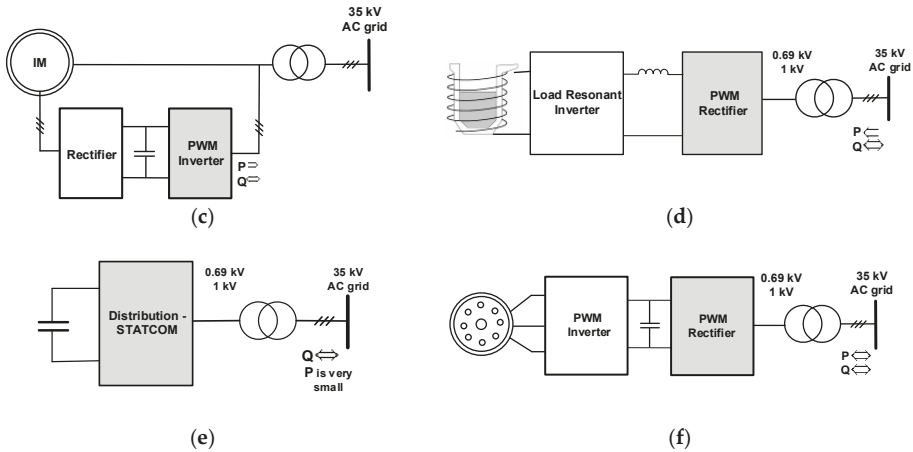 35 kV
AC grid
IM
Rectifier
PWM
Inverter
P
Q
(c)
35 kV
AC grid
0.69 kV
1 kV
Load Resonant
Inverter
PWM
Rectifier
P
Q
(d)
35 kV
AC grid
0.69 kV
1 kV
Distribution -
STATCOM
Q
P is very
small
(e)
35 kV
AC grid
0.69 kV
1 kV
PWM
Inverter
PWM
Rectifier
P
Q
(f)